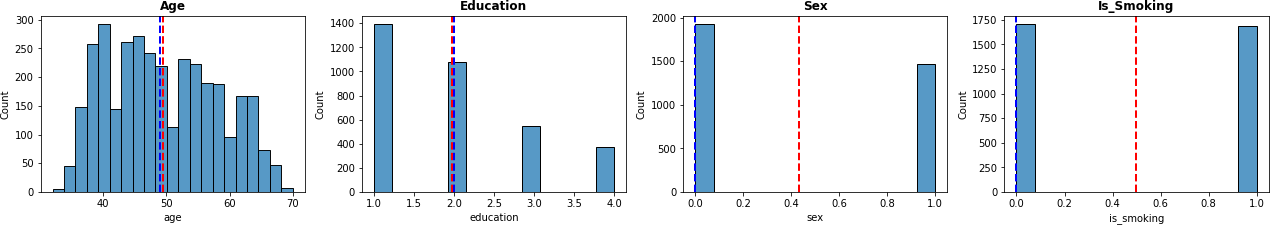 Age
Count
300
250
200
150
100
50
0
40 50 60 70
age
Education
Count
1400
1200
1000
800
600
400
200
0
1.0 1.5 2.0 2.5 3.0 3.5 4.0
education
Sex
Count
2000
1500
1000
500
0
0.0 0.2 0.4 0.6 0.8 1.0
sex
Is_Smoking
Count
1750
1500
1250
1000
750
500
250
0
0.0 0.2 0.4 0.6 0.8 1.0
is_smoking